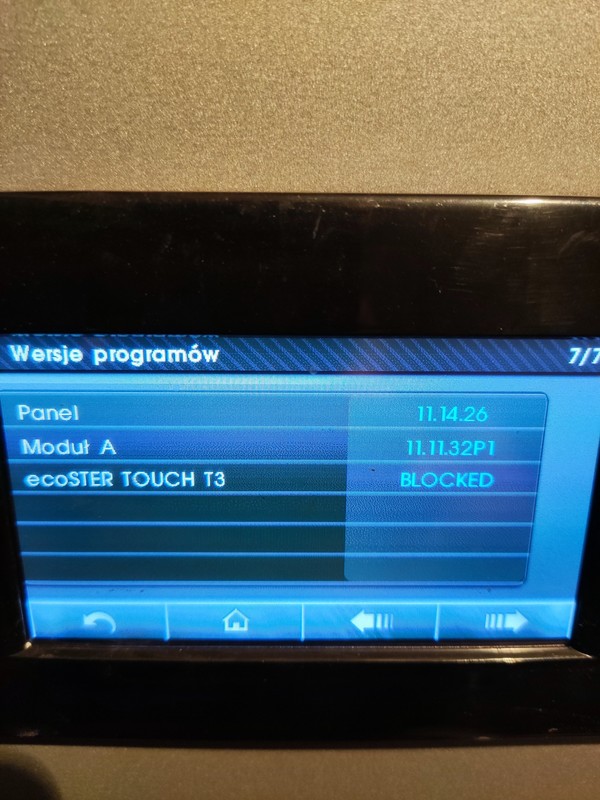 Wersje programów 7/7
Panel 11.14.26
Moduł A 11.11.32P1
ecoSTER TOUCH T3 BLOCKED